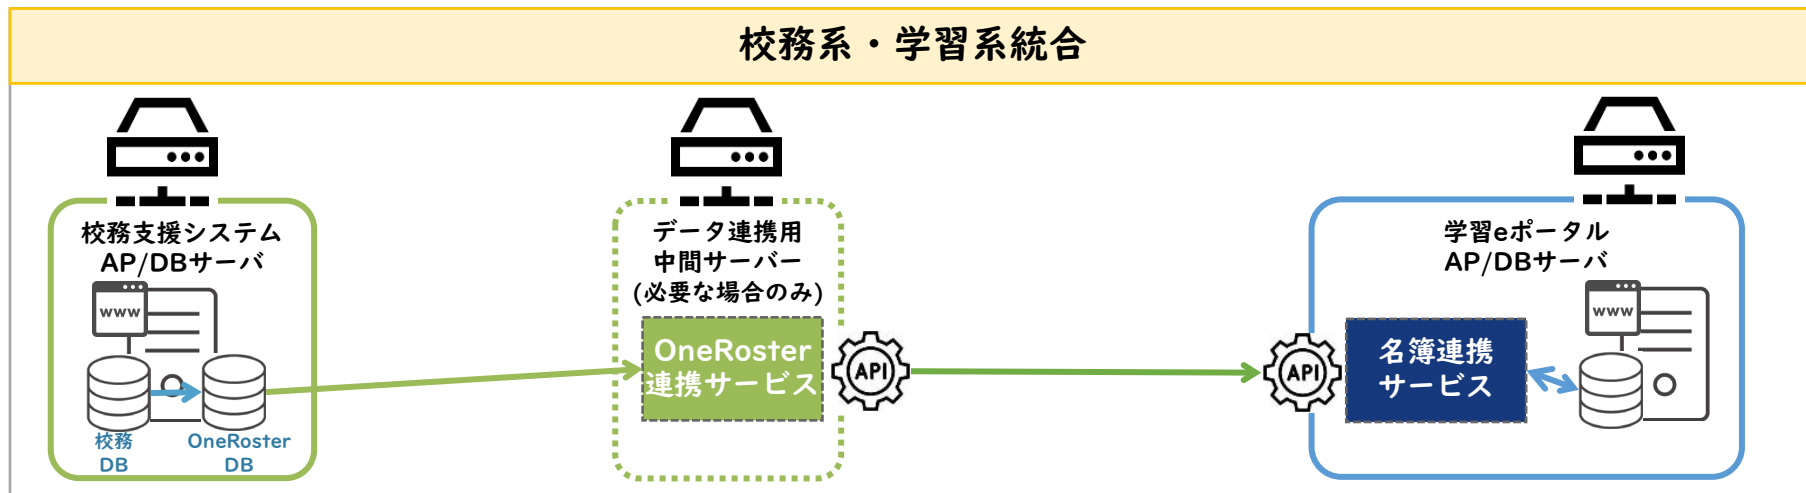 校務系・学習系統合
校務支援システム
AP/DBサーバ
www
校務
DB
OneRoster
DB
データ連携用
中間サーバー
(必要な場合のみ)
OneRoster
連携サービス
API
API
名簿連携
サービス
学習eポータル
AP/DBサーバ
www